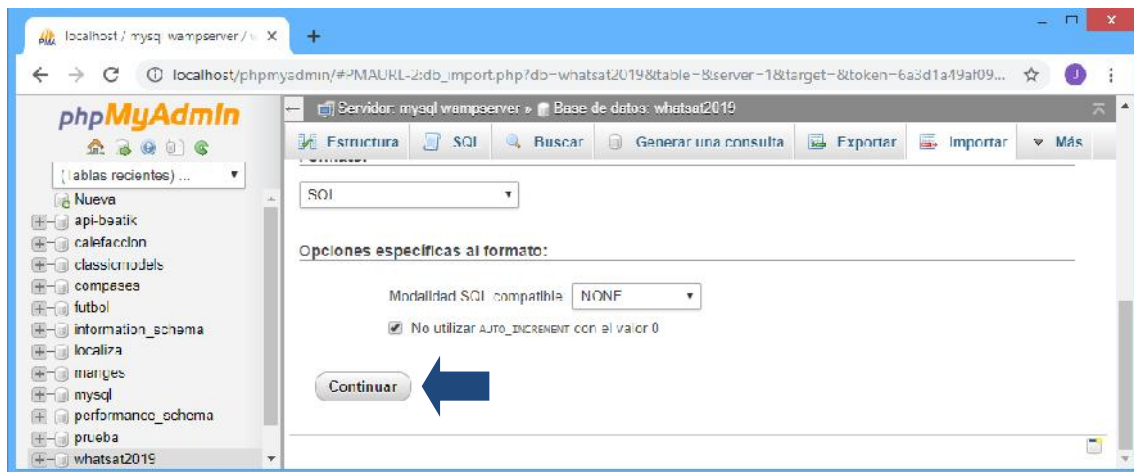 localhost / mysql wampserver / w
localhost/phpmyadmin/#PMAURL-2:db_import.php?db=whatsat2019&table=&server=1&target=&token=6a3d1a49af09...
J
phpMyAdmin
Servidor: mysql wampserver » Base de datos: whatsat2019
Estructura SQL Buscar Generar una consulta Exportar Importar Más
(Tablas recientes) ...
Formato:
SQL
Nueva
api-beatik
calefaccion
classicmodels
compases
futbol
information_schema
localiza
manges
mysql
performance_schema
prueba
whatsat2019
Opciones específicas al formato:
Modalidad SQL compatible NONE
No utilizar AUTO_INCREMENT con el valor 0
Continuar